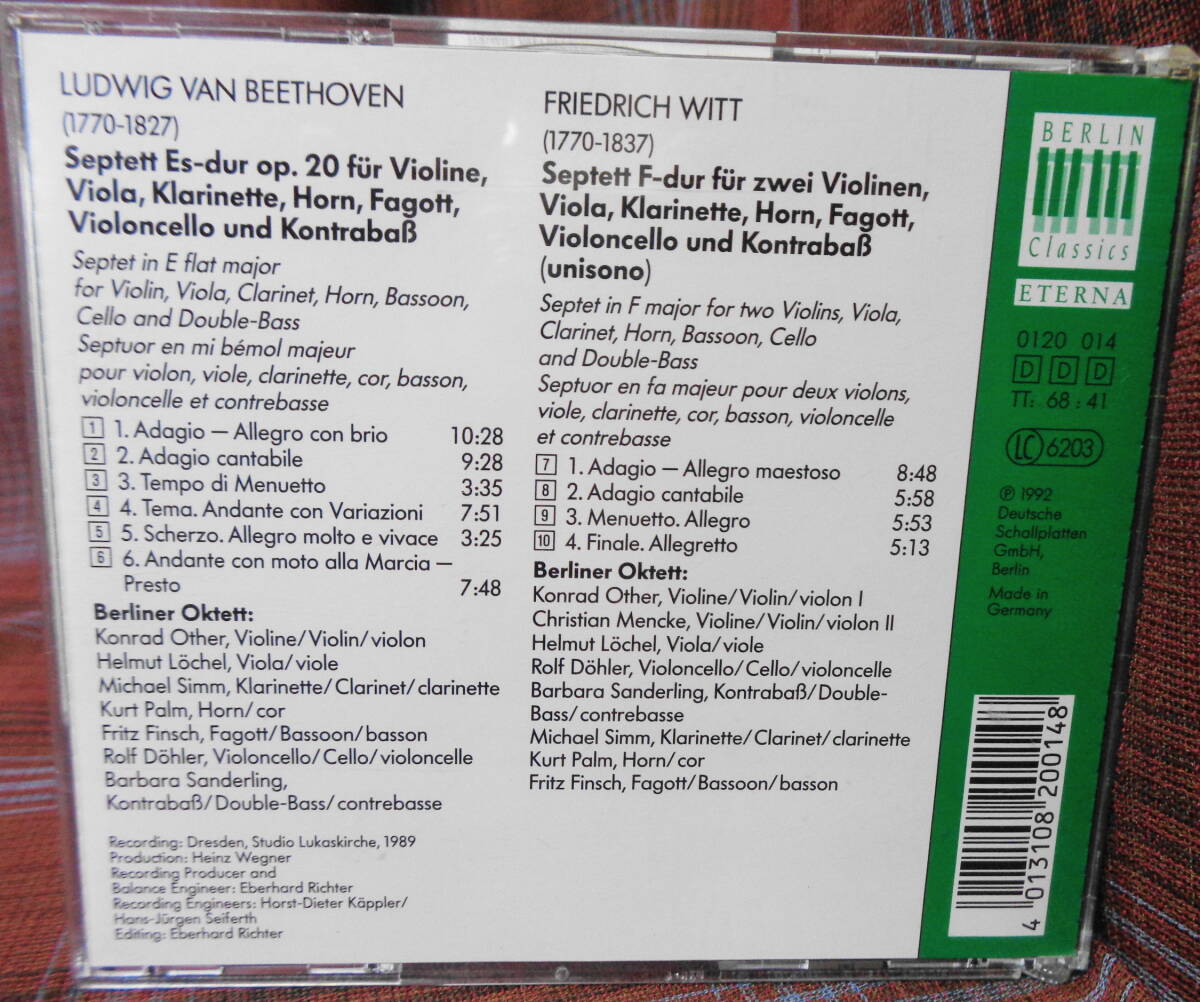 LUDWIG VAN BEETHOVEN
(1770-1827)
Septett Es-dur op. 20 für Violine,
Viola, Klarinette, Horn, Fagott,
Violoncello und Kontrabaß
Septet in E flat major
for Violin, Viola, Clarinet, Horn, Bassoon,
Cello and Double-Bass
Septuor en mi bémol majeur
pour violon, viole, clarinette, cor, basson,
violoncelle et contrebasse
1 1. Adagio – Allegro con brio 10:28
2 2. Adagio cantabile 9:28
3 3. Tempo di Menuetto 3:35
4 4. Tema. Andante con Variazioni 7:51
5 5. Scherzo. Allegro molto e vivace 3:25
6 6. Andante con moto alla Marcia –
Presto 7:48
Berliner Oktett:
Konrad Other, Violine/Violin/violon
Helmut Löchel, Viola/viole
Michael Simm, Klarinette/Clarinet/clarinette
Kurt Palm, Horn/cor
Fritz Finsch, Fagott/Bassoon/basson
Rolf Döhler, Violoncello/Cello/violoncelle
Barbara Sanderling,
Kontrabaß/Double-Bass/contrebasse
Recording: Dresden, Studio Lukaskirche, 1989
Production: Heinz Wegner
Recording Producer and
Balance Engineer: Eberhard Richter
Recording Engineers: Horst-Dieter Käppler/
Hans-Jürgen Seiferth
Editing: Eberhard Richter
FRIEDRICH WITT
(1770-1837)
Septett F-dur für zwei Violinen,
Viola, Klarinette, Horn, Fagott,
Violoncello und Kontrabaß
(unisono)
Septet in F major for two Violins, Viola,
Clarinet, Horn, Bassoon, Cello
and Double-Bass
Septuor en fa majeur pour deux violons,
viole, clarinette, cor, basson, violoncelle
et contrebasse
7 1. Adagio – Allegro maestoso 8:48
8 2. Adagio cantabile 5:58
9 3. Menuetto. Allegro 5:53
10 4. Finale. Allegretto 5:13
Berliner Oktett:
Konrad Other, Violine/Violin/violon I
Christian Mencke, Violine/Violin/violon II
Helmut Löchel, Viola/viole
Rolf Döhler, Violoncello/Cello/violoncelle
Barbara Sanderling, Kontrabaß/Double-
Bass/contrebasse
Michael Simm, Klarinette/Clarinet/clarinette
Kurt Palm, Horn/cor
Fritz Finsch, Fagott/Bassoon/basson
BERLIN
Classics
ETERNA
0120 014
D D D
TT: 68:41
LC 6203
℗ 1992
Deutsche
Schallplatten
GmbH,
Berlin
Made in
Germany
4 013108 200148